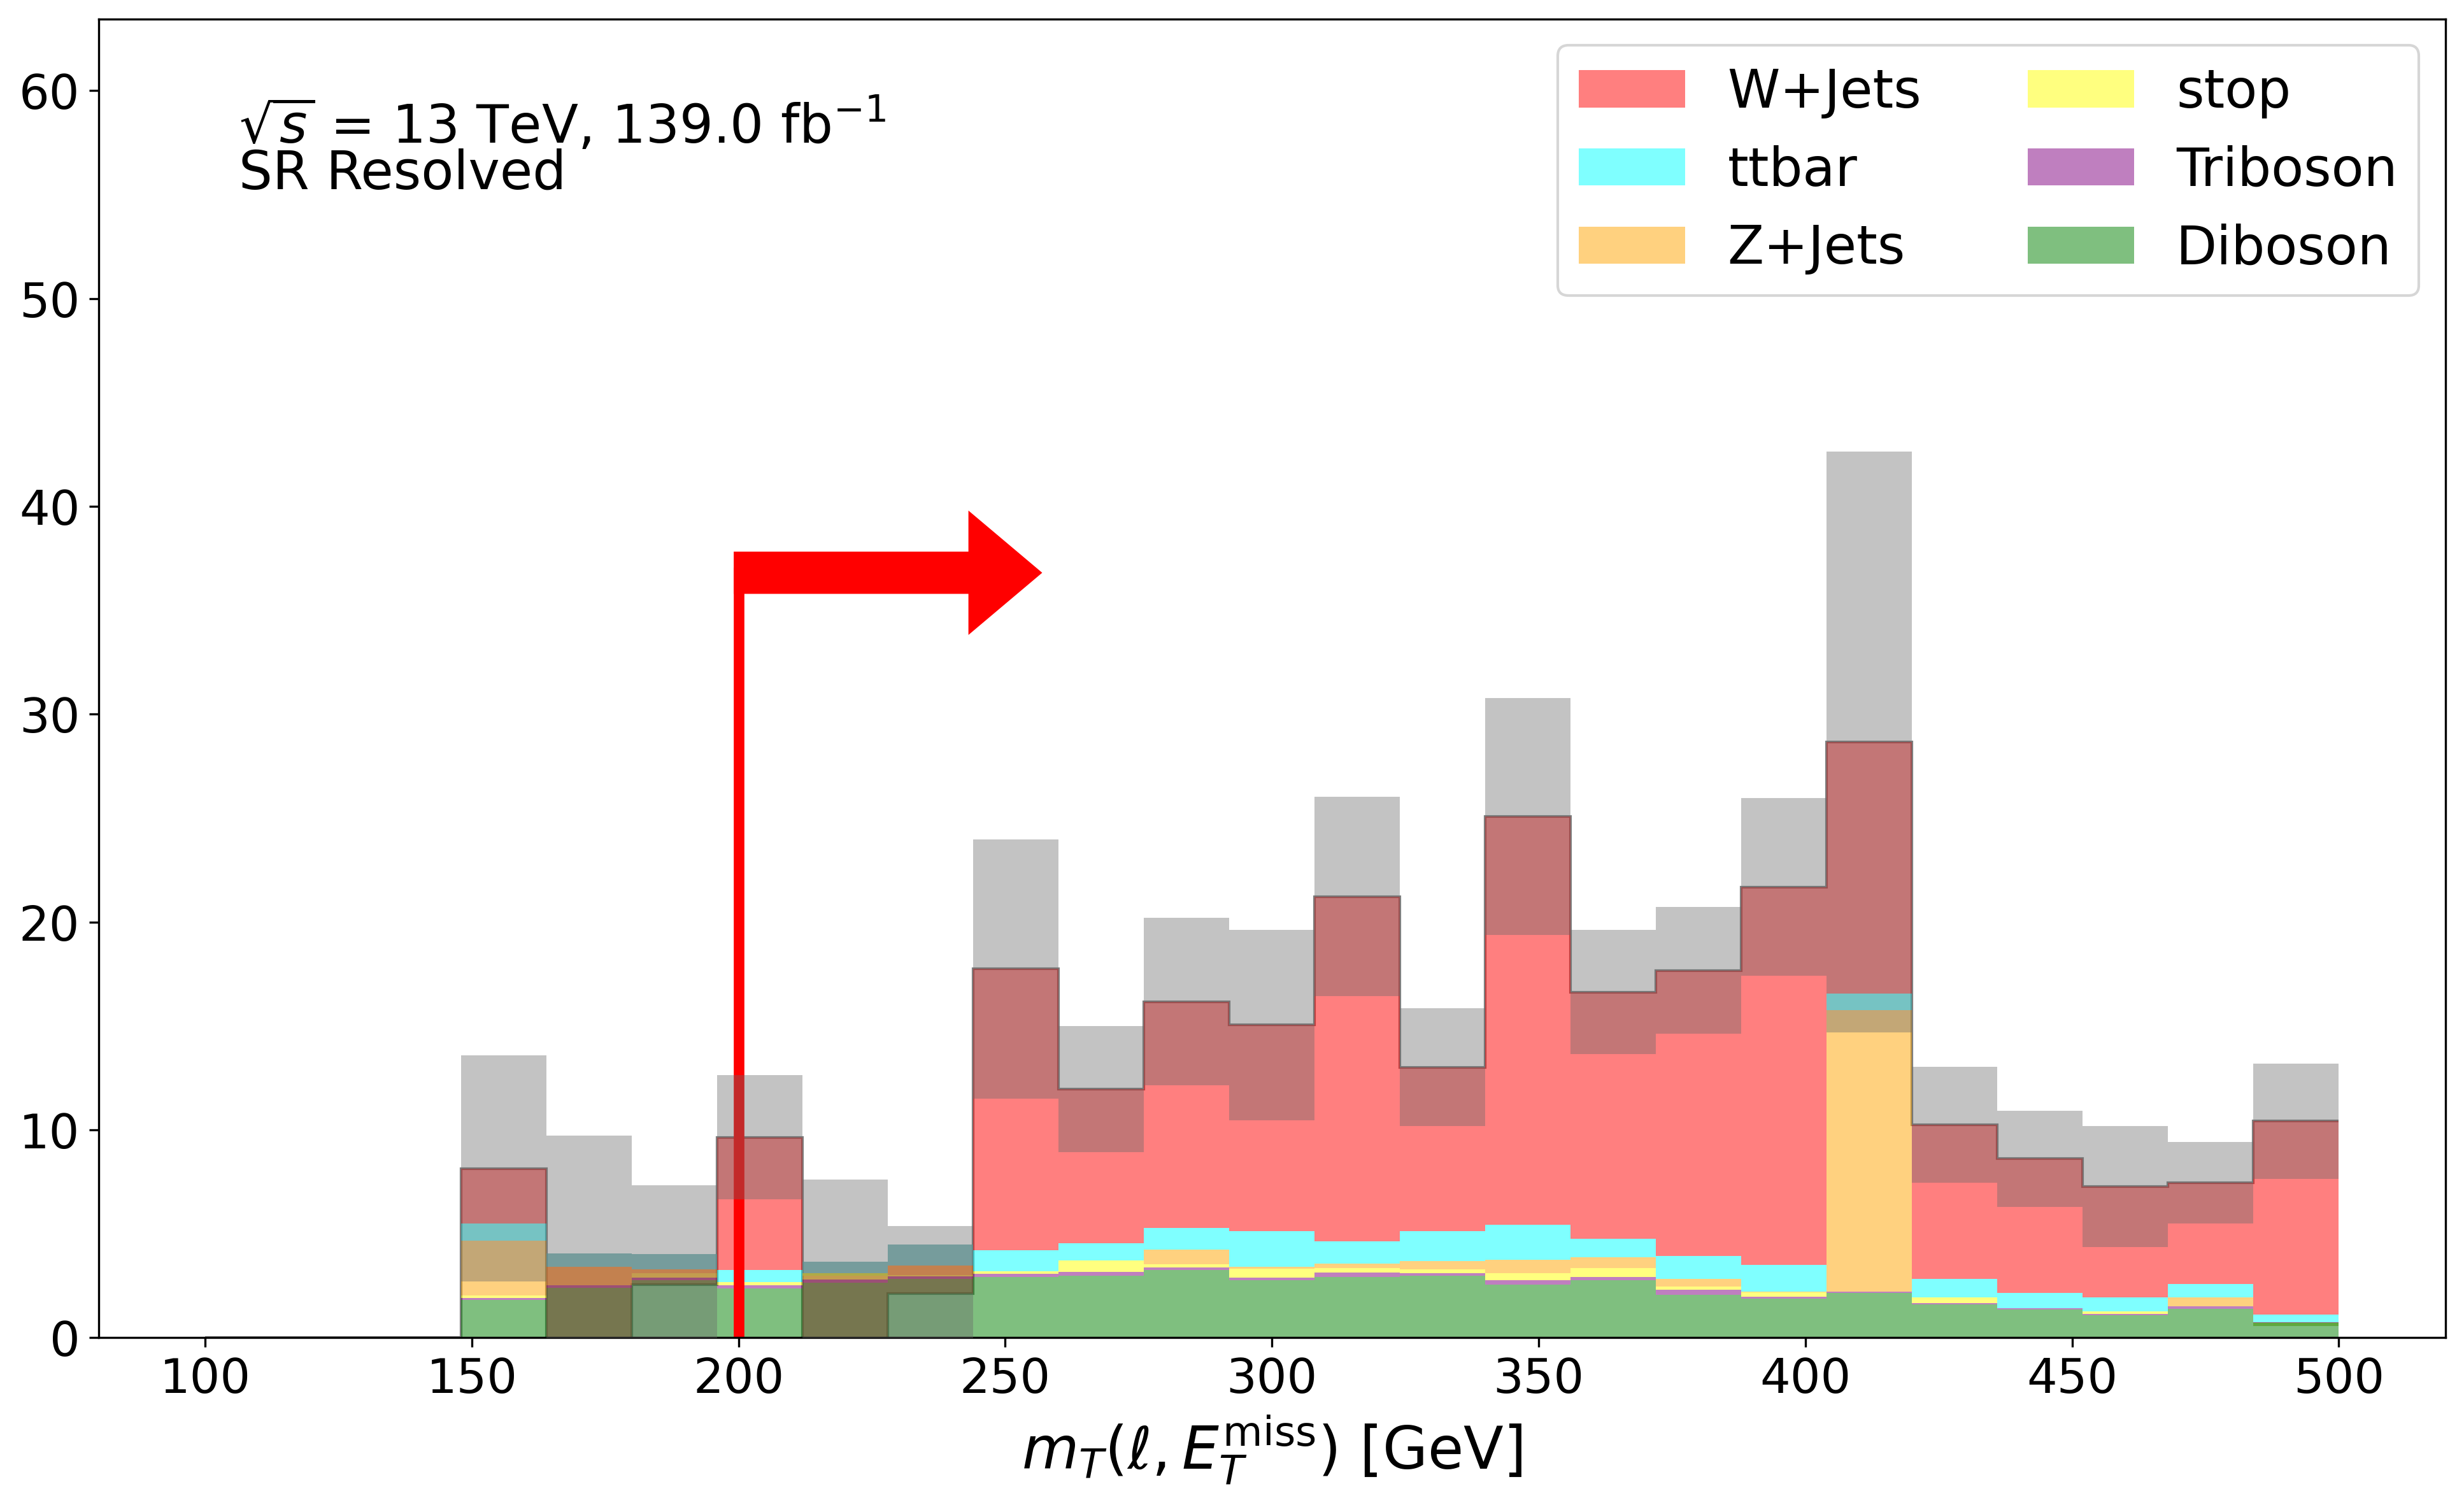 60
50
40
30
20
10
0
√s = 13 TeV, 139.0 fb⁻¹
SR Resolved
W+Jets
ttbar
Z+Jets
stop
Triboson
Diboson
100 150 200 250 300 350 400 450 500
m_T(ℓ, E_T^miss) [GeV]